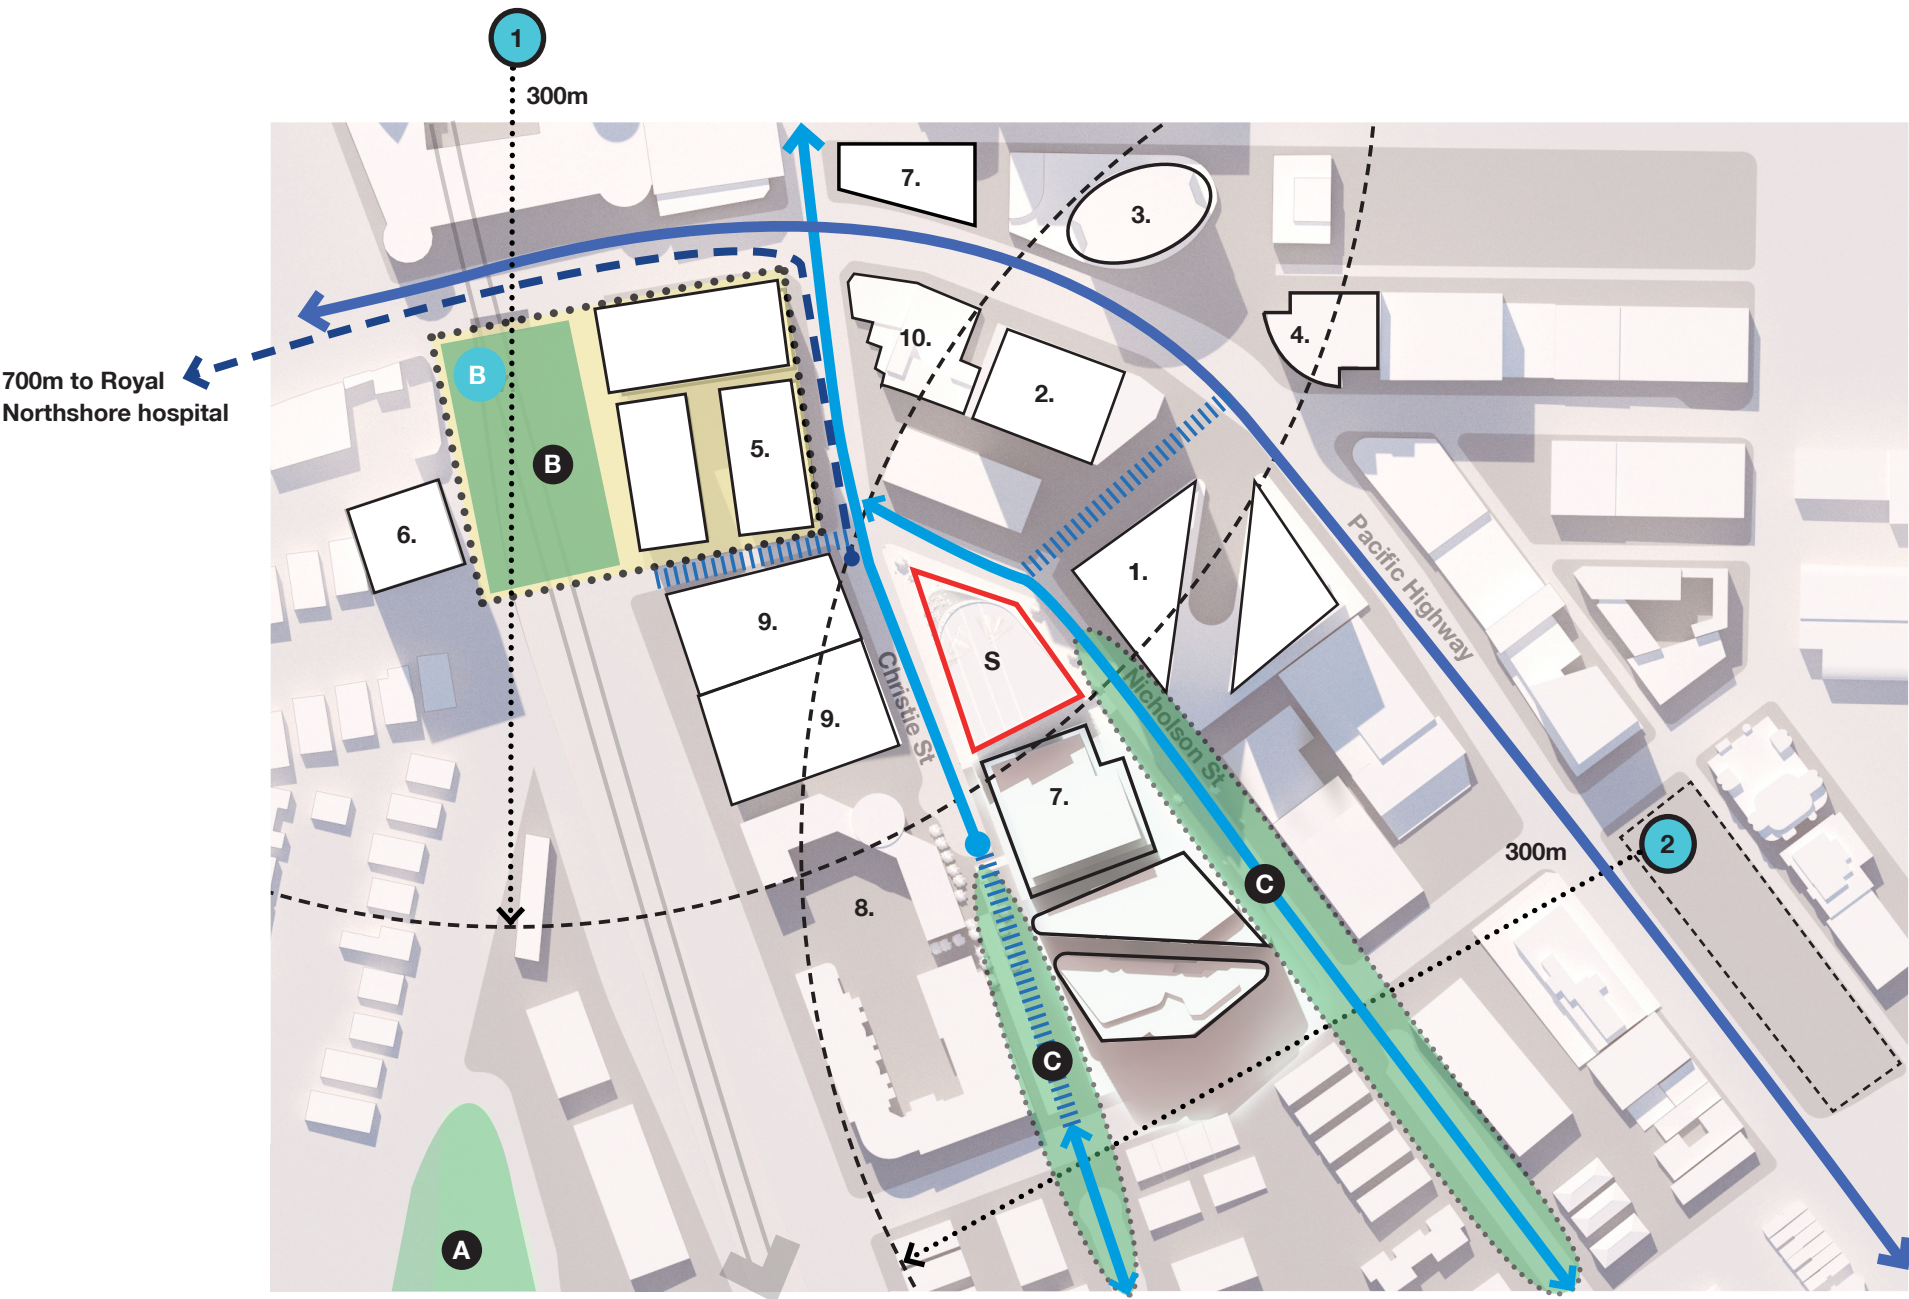 1
300m
7.
3.
10.
4.
2.
B
700m to Royal
Northshore hospital
B
5.
6.
1.
Pacific Highway
9.
S
Christie St
Nicholson St
9.
7.
300m
2
8.
C
C
A